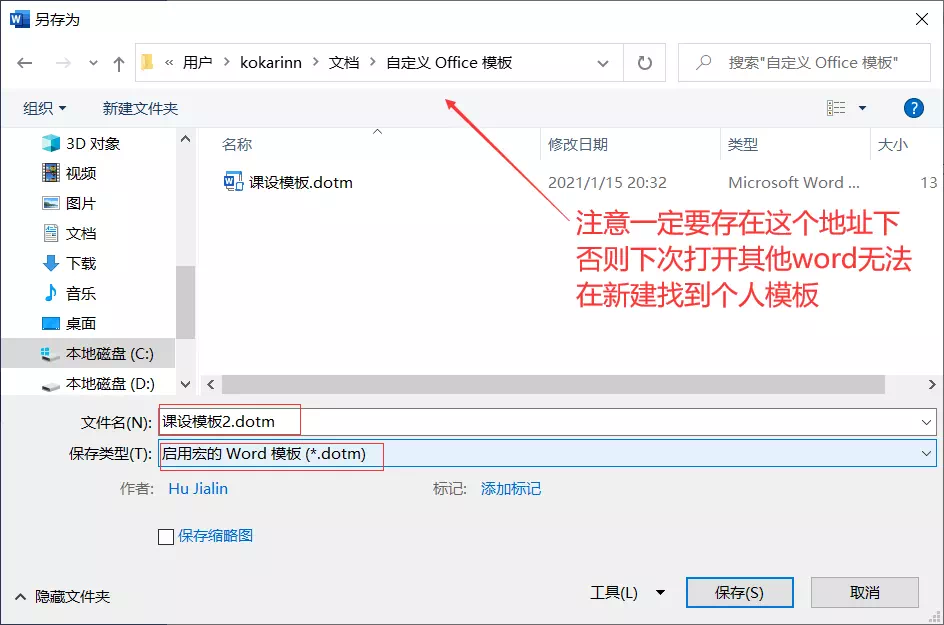 另存为
« 用户 › kokarinn › 文档 › 自定义 Office 模板
搜索"自定义 Office 模板"
组织 新建文件夹
名称 修改日期 类型 大小
课设模板.dotm 2021/1/15 20:32 Microsoft Word ... 13
3D 对象
视频
图片
文档
下载
音乐
桌面
本地磁盘 (C:)
本地磁盘 (D:)
注意一定要存在这个地址下
否则下次打开其他word无法
在新建找到个人模板
文件名(N): 课设模板2.dotm
保存类型(T): 启用宏的 Word 模板 (*.dotm)
作者: Hu Jialin 标记: 添加标记
保存缩略图
隐藏文件夹 工具(L) 保存(S) 取消